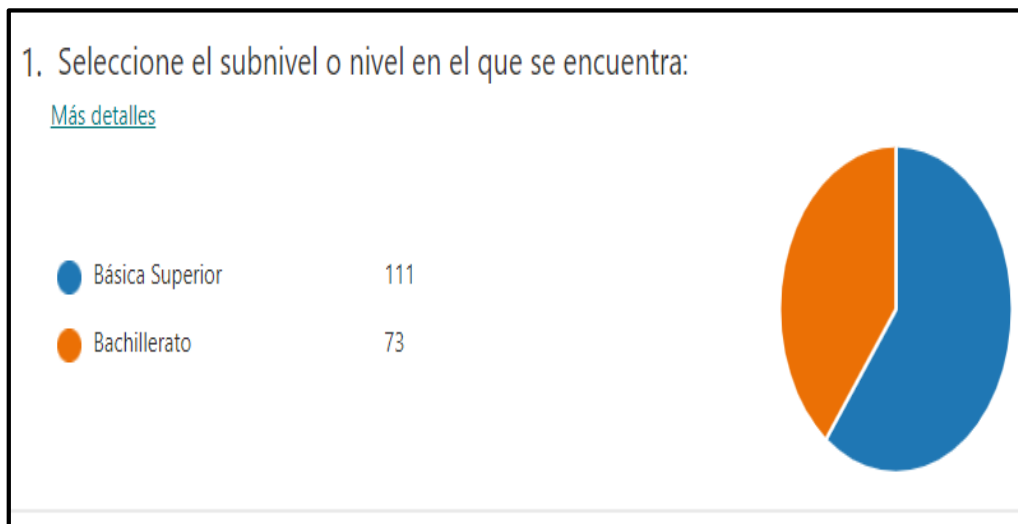 1. Seleccione el subnivel o nivel en el que se encuentra:
Más detalles
Básica Superior 111
Bachillerato 73